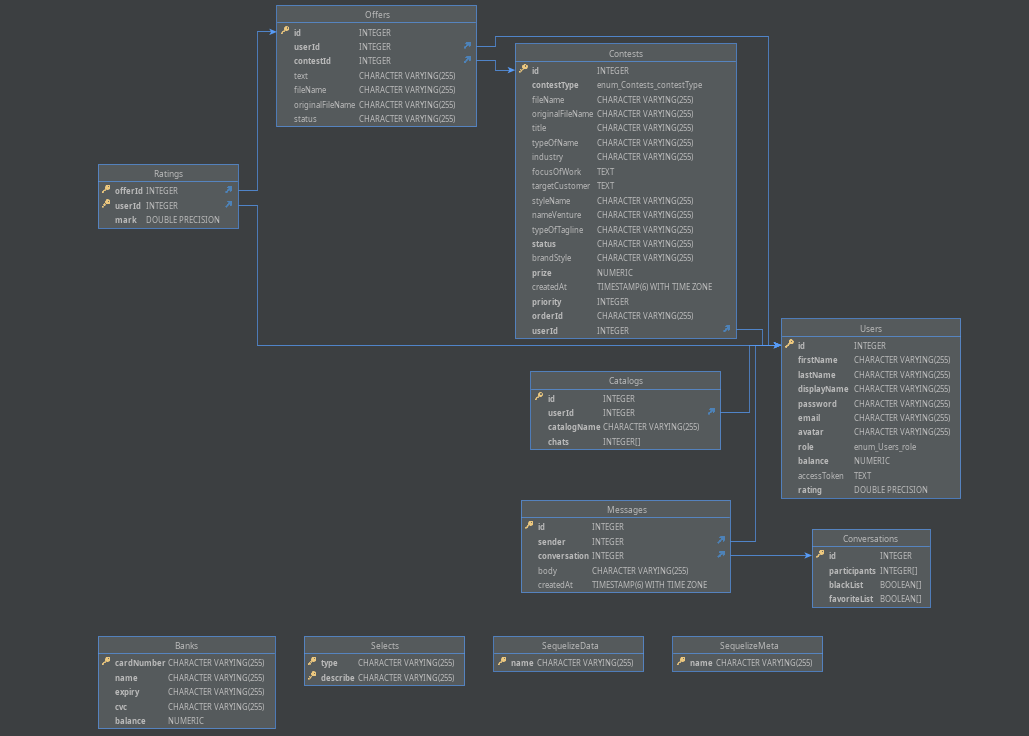 Offers
id INTEGER
userId INTEGER
contestId INTEGER
text CHARACTER VARYING(255)
fileName CHARACTER VARYING(255)
originalFileName CHARACTER VARYING(255)
status CHARACTER VARYING(255)
Contests
id INTEGER
contestType enum_Contests_contestType
fileName CHARACTER VARYING(255)
originalFileName CHARACTER VARYING(255)
title CHARACTER VARYING(255)
typeOfName CHARACTER VARYING(255)
industry CHARACTER VARYING(255)
focusOfWork TEXT
targetCustomer TEXT
styleName CHARACTER VARYING(255)
nameVenture CHARACTER VARYING(255)
typeOfTagline CHARACTER VARYING(255)
status CHARACTER VARYING(255)
brandStyle CHARACTER VARYING(255)
prize NUMERIC
createdAt TIMESTAMP(6) WITH TIME ZONE
priority INTEGER
orderId CHARACTER VARYING(255)
userId INTEGER
Ratings
offerId INTEGER
userId INTEGER
mark DOUBLE PRECISION
Users
id INTEGER
firstName CHARACTER VARYING(255)
lastName CHARACTER VARYING(255)
displayName CHARACTER VARYING(255)
password CHARACTER VARYING(255)
email CHARACTER VARYING(255)
avatar CHARACTER VARYING(255)
role enum_Users_role
balance NUMERIC
accessToken TEXT
rating DOUBLE PRECISION
Catalogs
id INTEGER
userId INTEGER
catalogName CHARACTER VARYING(255)
chats INTEGER[]
Messages
id INTEGER
sender INTEGER
conversation INTEGER
body CHARACTER VARYING(255)
createdAt TIMESTAMP(6) WITH TIME ZONE
Conversations
id INTEGER
participants INTEGER[]
blackList BOOLEAN[]
favoriteList BOOLEAN[]
Banks
cardNumber CHARACTER VARYING(255)
name CHARACTER VARYING(255)
expiry CHARACTER VARYING(255)
cvc CHARACTER VARYING(255)
balance NUMERIC
Selects
type CHARACTER VARYING(255)
describe CHARACTER VARYING(255)
SequelizeData
name CHARACTER VARYING(255)
SequelizeMeta
name CHARACTER VARYING(255)